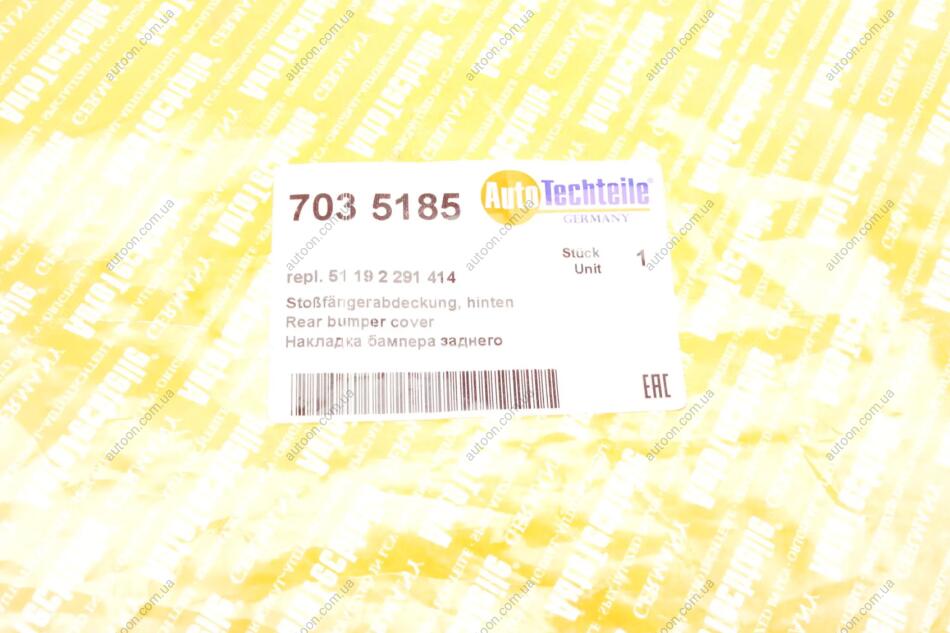 703 5185
AutoTechteile®
GERMANY
Stück 1
Unit
repl. 51 19 2 291 414
Stoßfängerabdeckung, hinten
Rear bumper cover
Накладка бампера заднего
EAC
autoon.com.ua